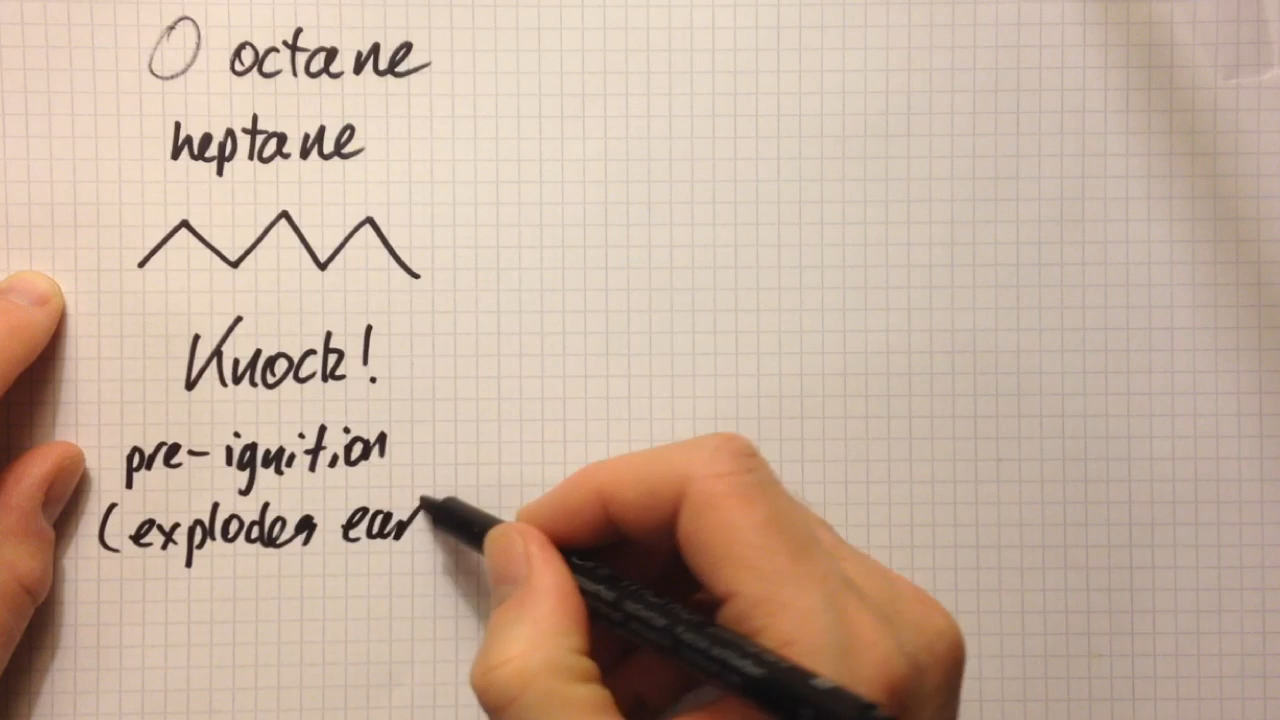 0 octane
heptane
Knock!
pre-ignition
(explodes ear